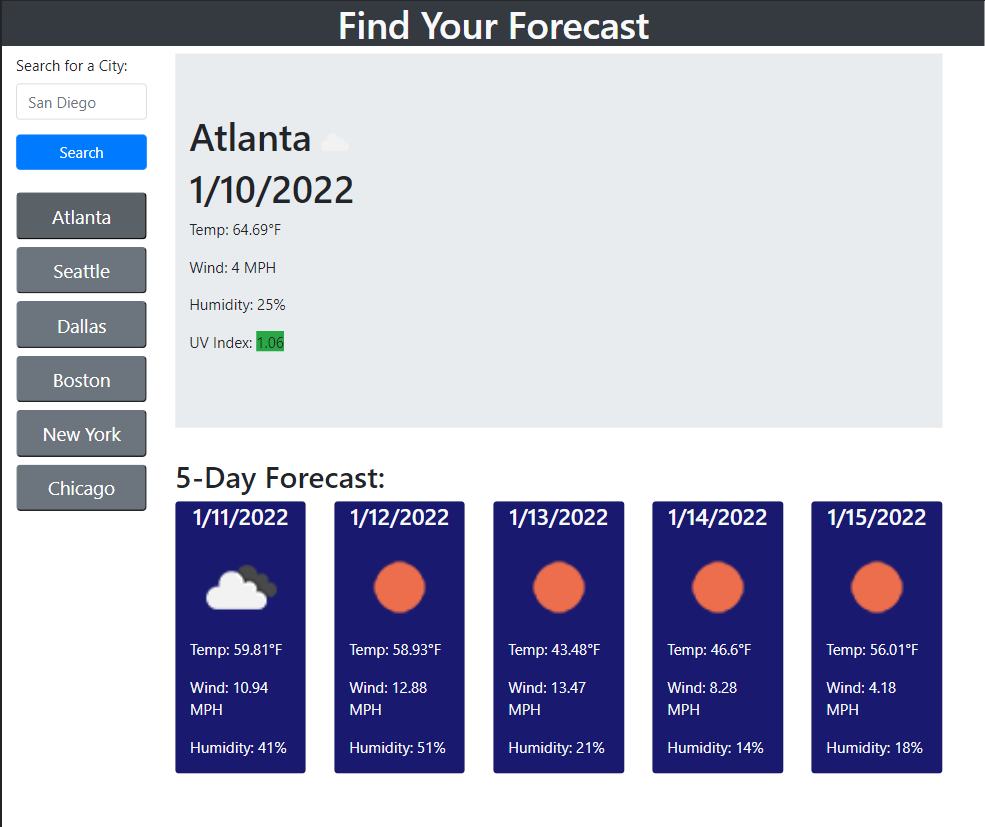 Find Your Forecast
Search for a City:
San Diego
Search
Atlanta
Seattle
Dallas
Boston
New York
Chicago
Atlanta
1/10/2022
Temp: 64.69°F
Wind: 4 MPH
Humidity: 25%
UV Index: 1.06
5-Day Forecast:
1/11/2022
Temp: 59.81°F
Wind: 10.94
MPH
Humidity: 41%
1/12/2022
Temp: 58.93°F
Wind: 12.88
MPH
Humidity: 51%
1/13/2022
Temp: 43.48°F
Wind: 13.47
MPH
Humidity: 21%
1/14/2022
Temp: 46.6°F
Wind: 8.28
MPH
Humidity: 14%
1/15/2022
Temp: 56.01°F
Wind: 4.18
MPH
Humidity: 18%